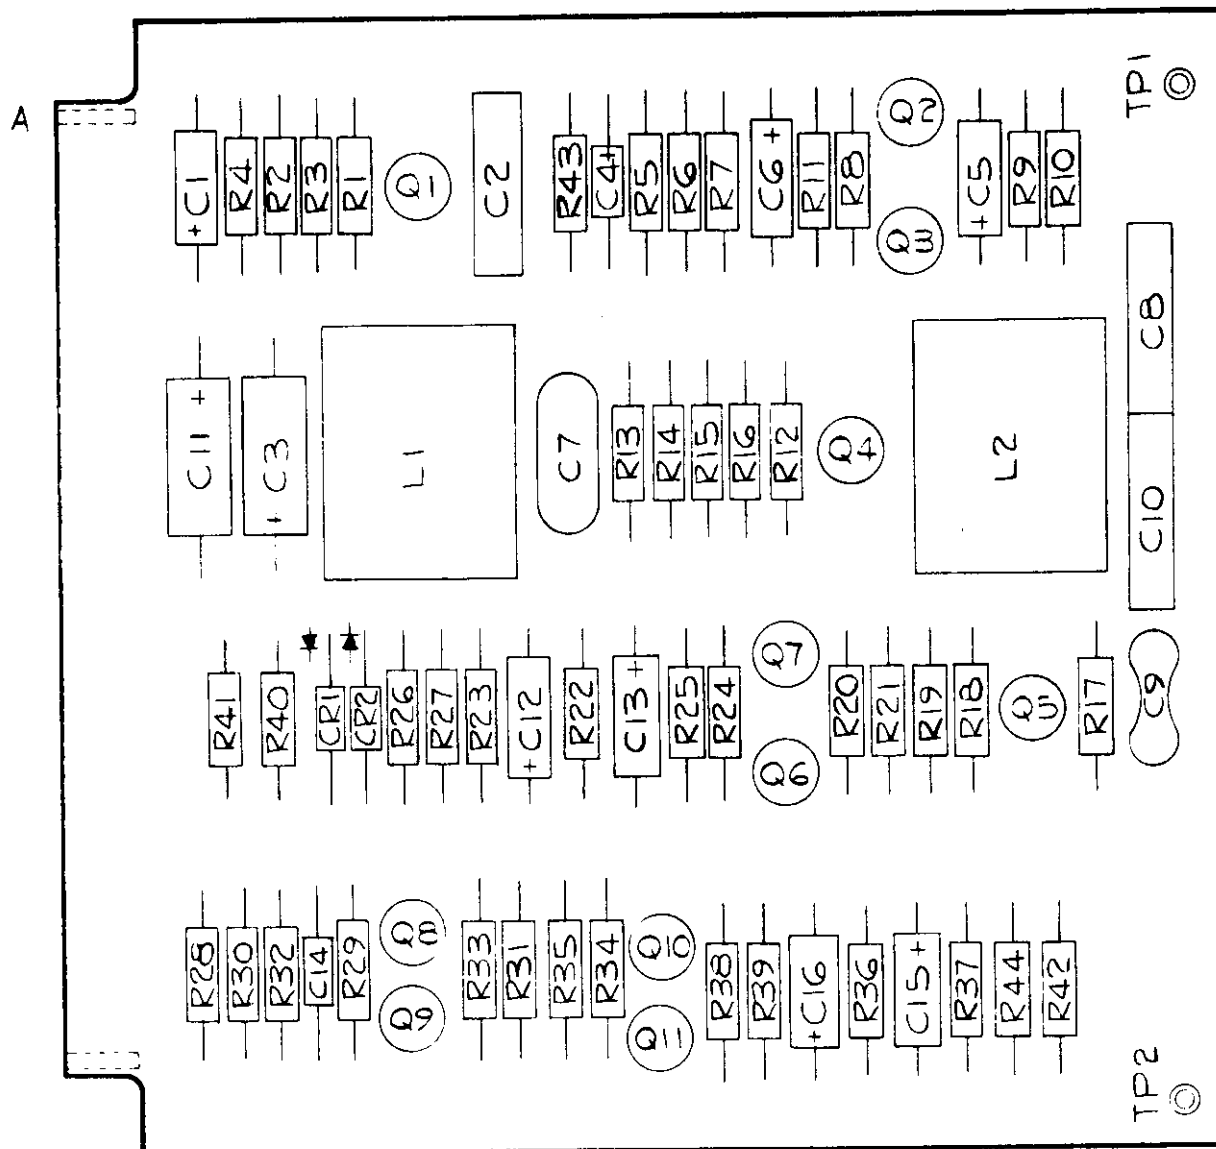 A
TP1
+C1
R4
R2
R3
R1
Q1
C2
R43
C4+
R5
R6
R7
C6+
R11
R8
Q2
Q3
+C5
R9
R10
C11+
+C3
L1
C7
R13
R14
R15
R16
R12
Q4
L2
C8
C10
R41
R40
CR1
CR2
R26
R27
R23
+C12
R22
C13+
R25
R24
Q7
Q6
R20
R21
R19
R18
Q5
R17
C9
R28
R30
R32
C14
R29
Q8
Q9
R33
R31
R35
R34
Q10
Q11
R38
R39
+C16
R36
C15+
R37
R44
R42
TP2